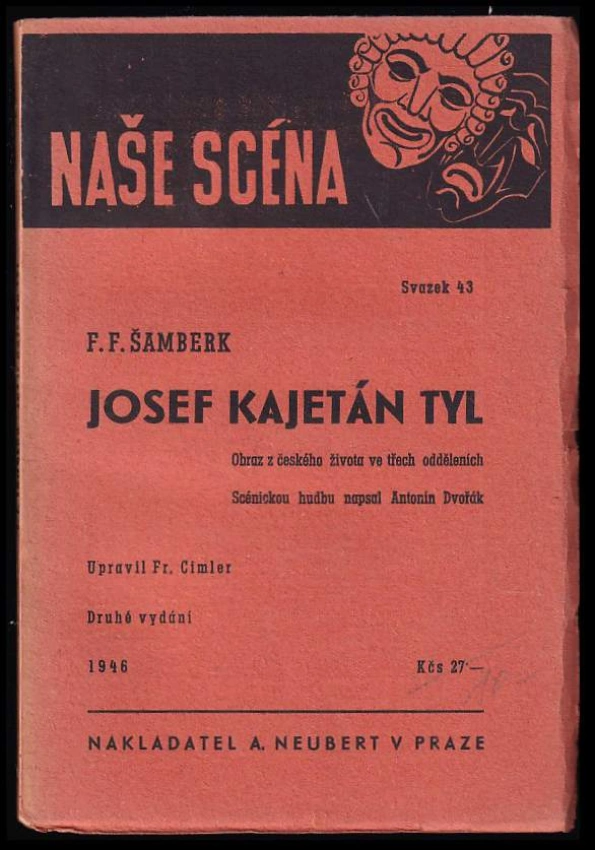 NAŠE SCÉNA
Svazek 43
F. F. ŠAMBERK
JOSEF KAJETÁN TYL
Obraz z českého života ve třech odděleních
Scénickou hudbu napsal Antonín Dvořák
Upravil Fr. Cimler
Druhé vydání
1946 Kčs 27·—
NAKLADATEL A. NEUBERT V PRAZE